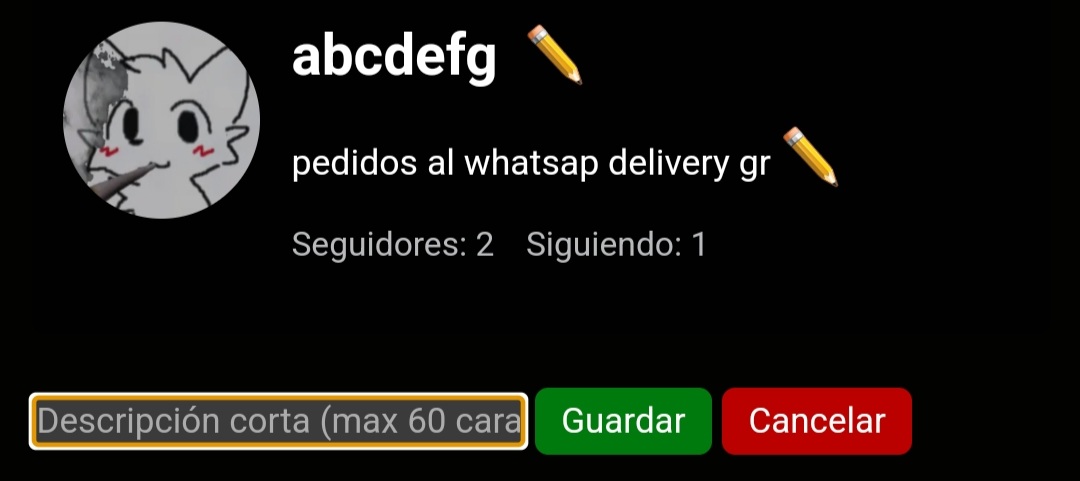 abcdefg
pedidos al whatsap delivery gr
Seguidores: 2 Siguiendo: 1
Descripción corta (max 60 cara
Guardar
Cancelar